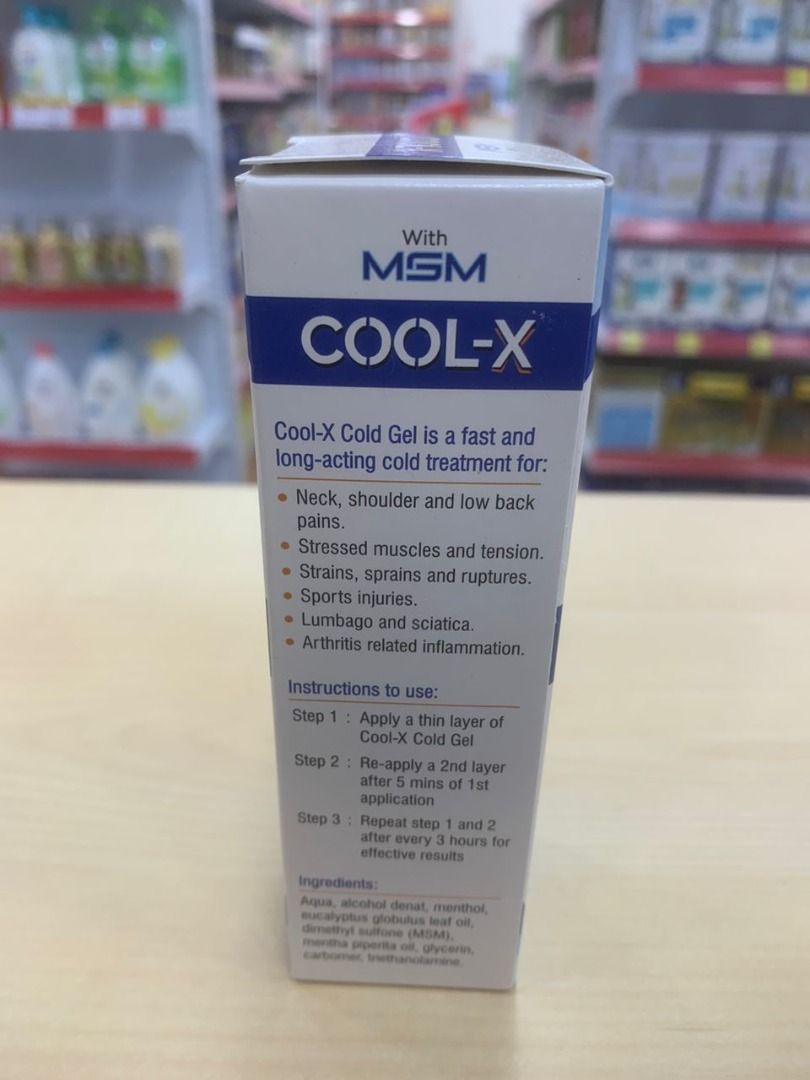 With
MSM
COOL-X
Cool-X Cold Gel is a fast and
long-acting cold treatment for:
• Neck, shoulder and low back
pains.
• Stressed muscles and tension.
• Strains, sprains and ruptures.
• Sports injuries.
• Lumbago and sciatica.
• Arthritis related inflammation.
Instructions to use:
Step 1 : Apply a thin layer of
Cool-X Cold Gel
Step 2 : Re-apply a 2nd layer
after 5 mins of 1st
application
Step 3 : Repeat step 1 and 2
after every 3 hours for
effective results
Ingredients:
Aqua, alcohol denat, menthol,
eucalyptus globulus leaf oil,
dimethyl sulfone (MSM),
mentha piperita oil, glycerin,
carbomer, triethanolamine.